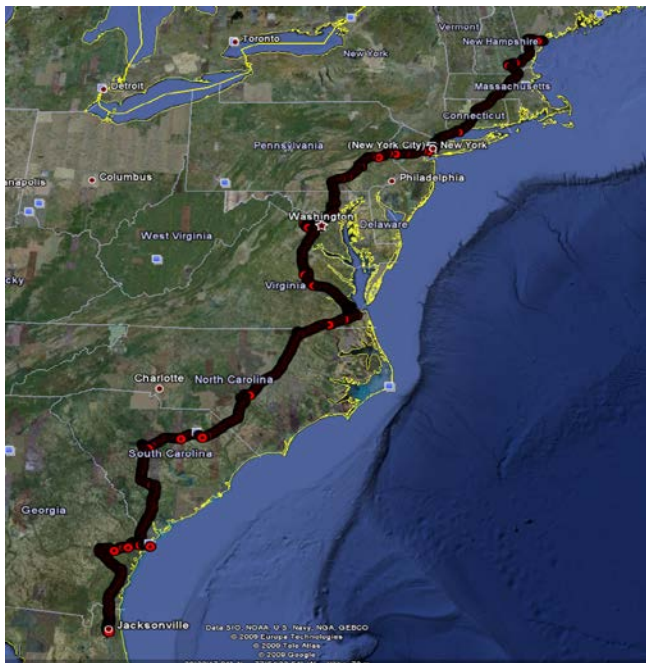 Vermont
Toronto
New Hampshire
New York
Detroit
Massachusetts
Connecticut
Pennsylvania
(New York City)
New York
anapolis
Columbus
Philadelphia
Washington
Delaware
West Virginia
cky
Virginia
Charlotte
North Carolina
South Carolina
Georgia
Jacksonville
Data SIO, NOAA, U.S. Navy, NGA, GEBCO
© 2009 Europa Technologies
© 2009 Tele Atlas
© 2009 Google